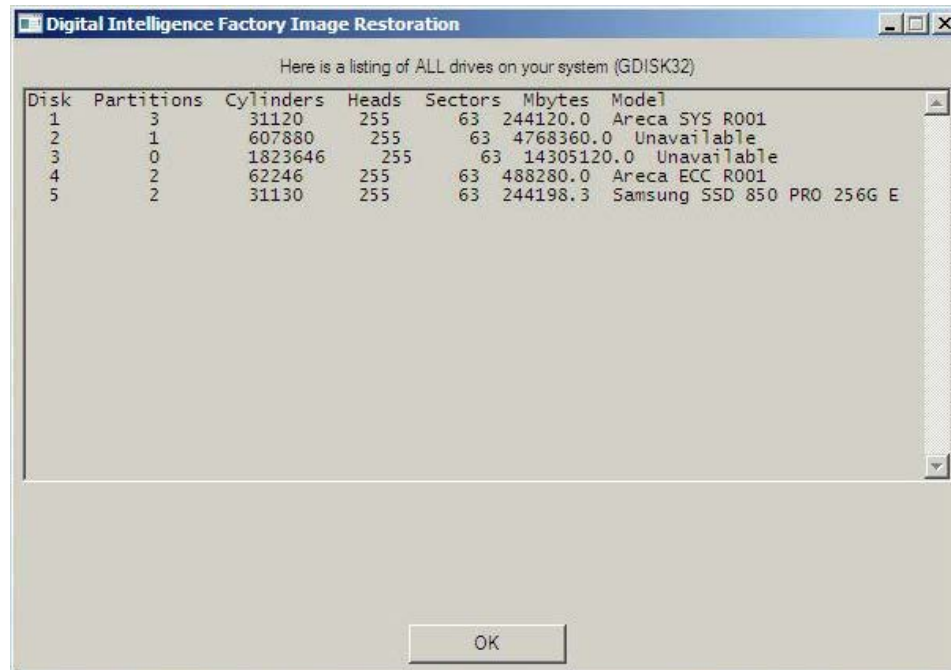 Digital Intelligence Factory Image Restoration
Here is a listing of ALL drives on your system (GDISK32)
Disk Partitions Cylinders Heads Sectors Mbytes Model
1 3 31120 255 63 244120.0 Areca SYS R001
2 1 607880 255 63 4768360.0 Unavailable
3 0 1823646 255 63 14305120.0 Unavailable
4 2 62246 255 63 488280.0 Areca ECC R001
5 2 31130 255 63 244198.3 Samsung SSD 850 PRO 256G E
OK